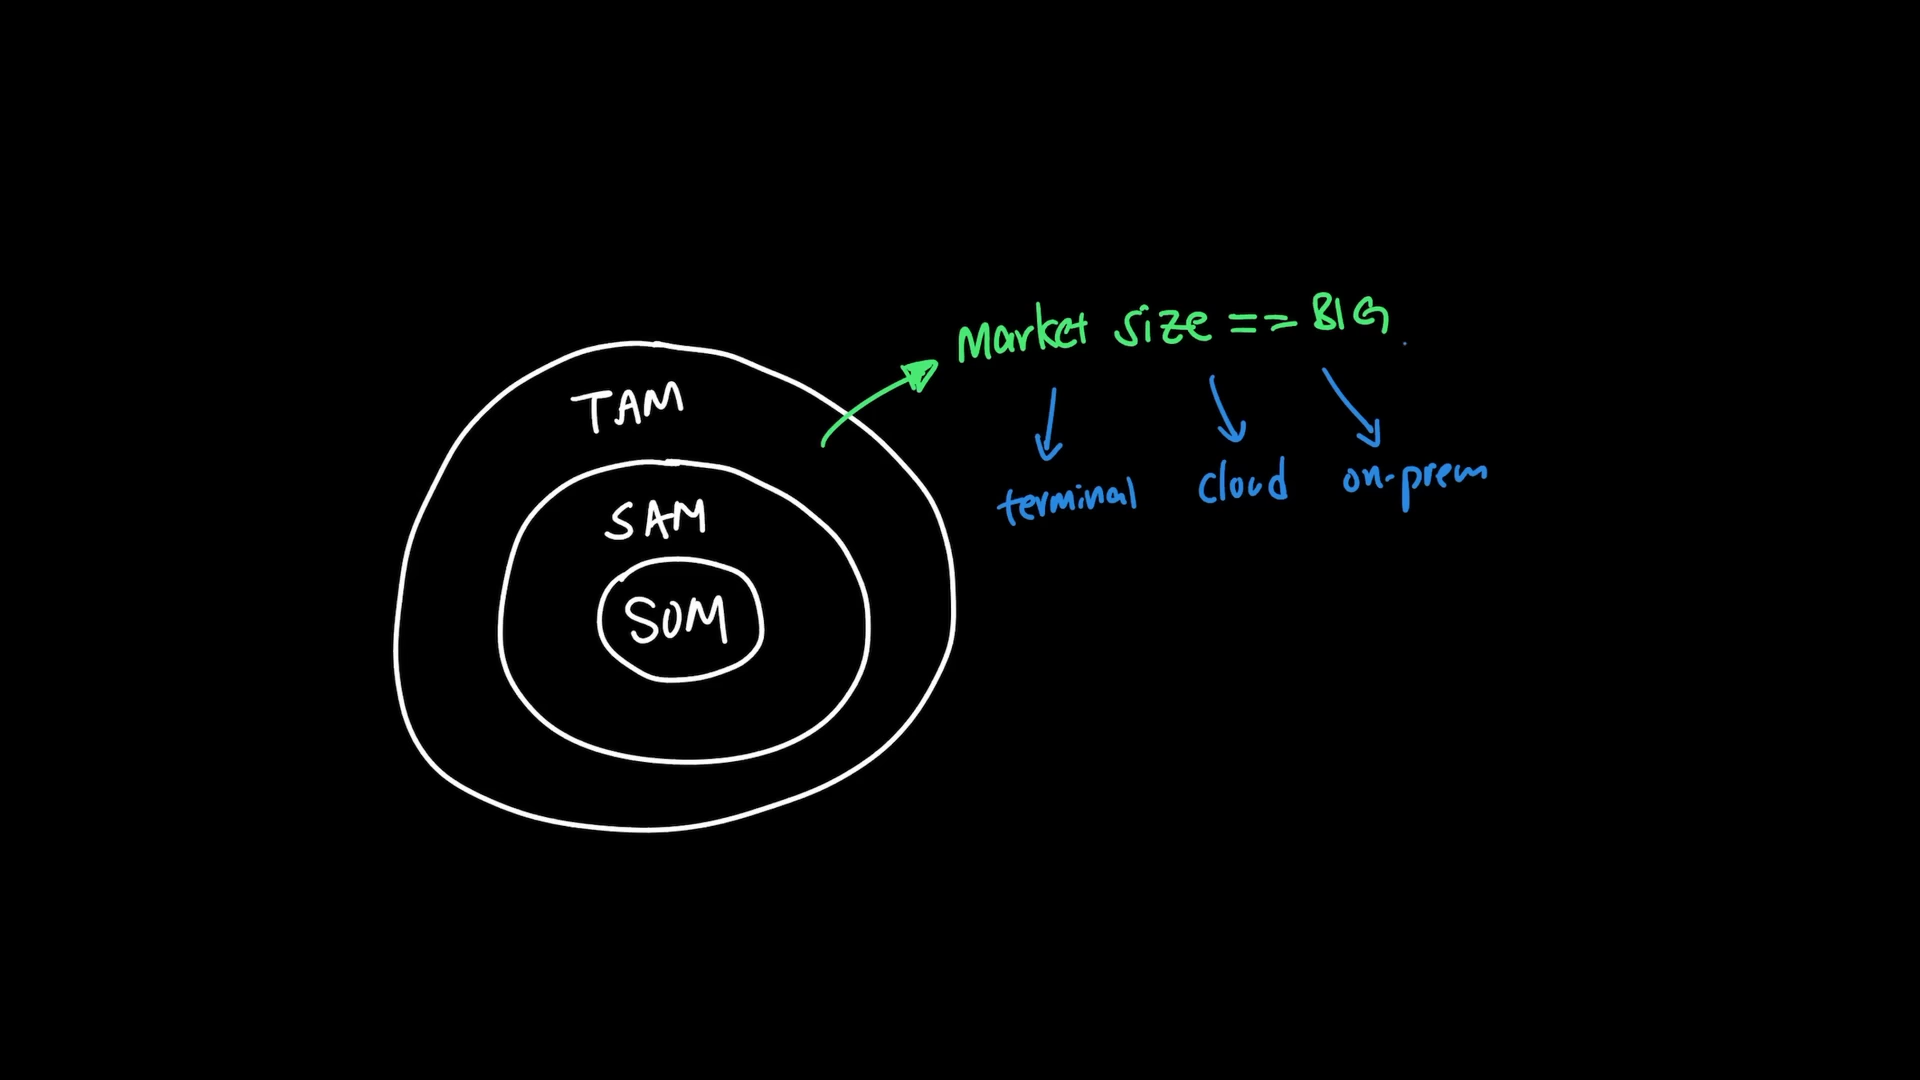 Market size == BIG.
TAM
terminal cloud on-prem
SAM
SOM